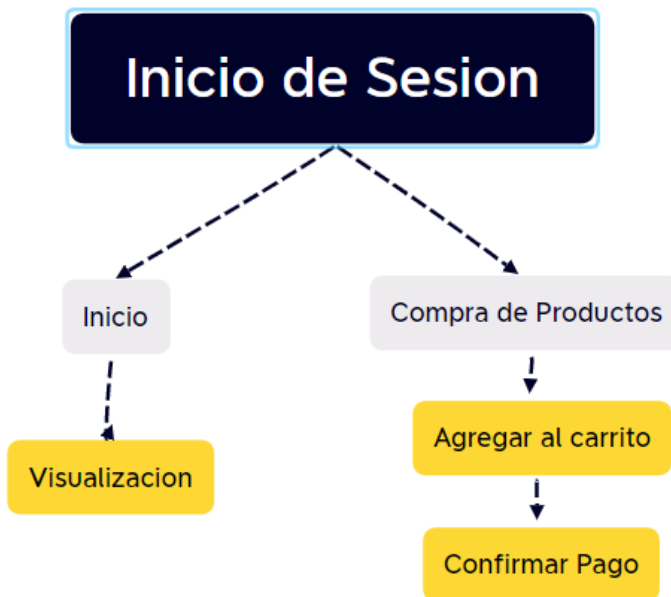 Inicio de Sesion
Inicio
Compra de Productos
Visualizacion
Agregar al carrito
Confirmar Pago